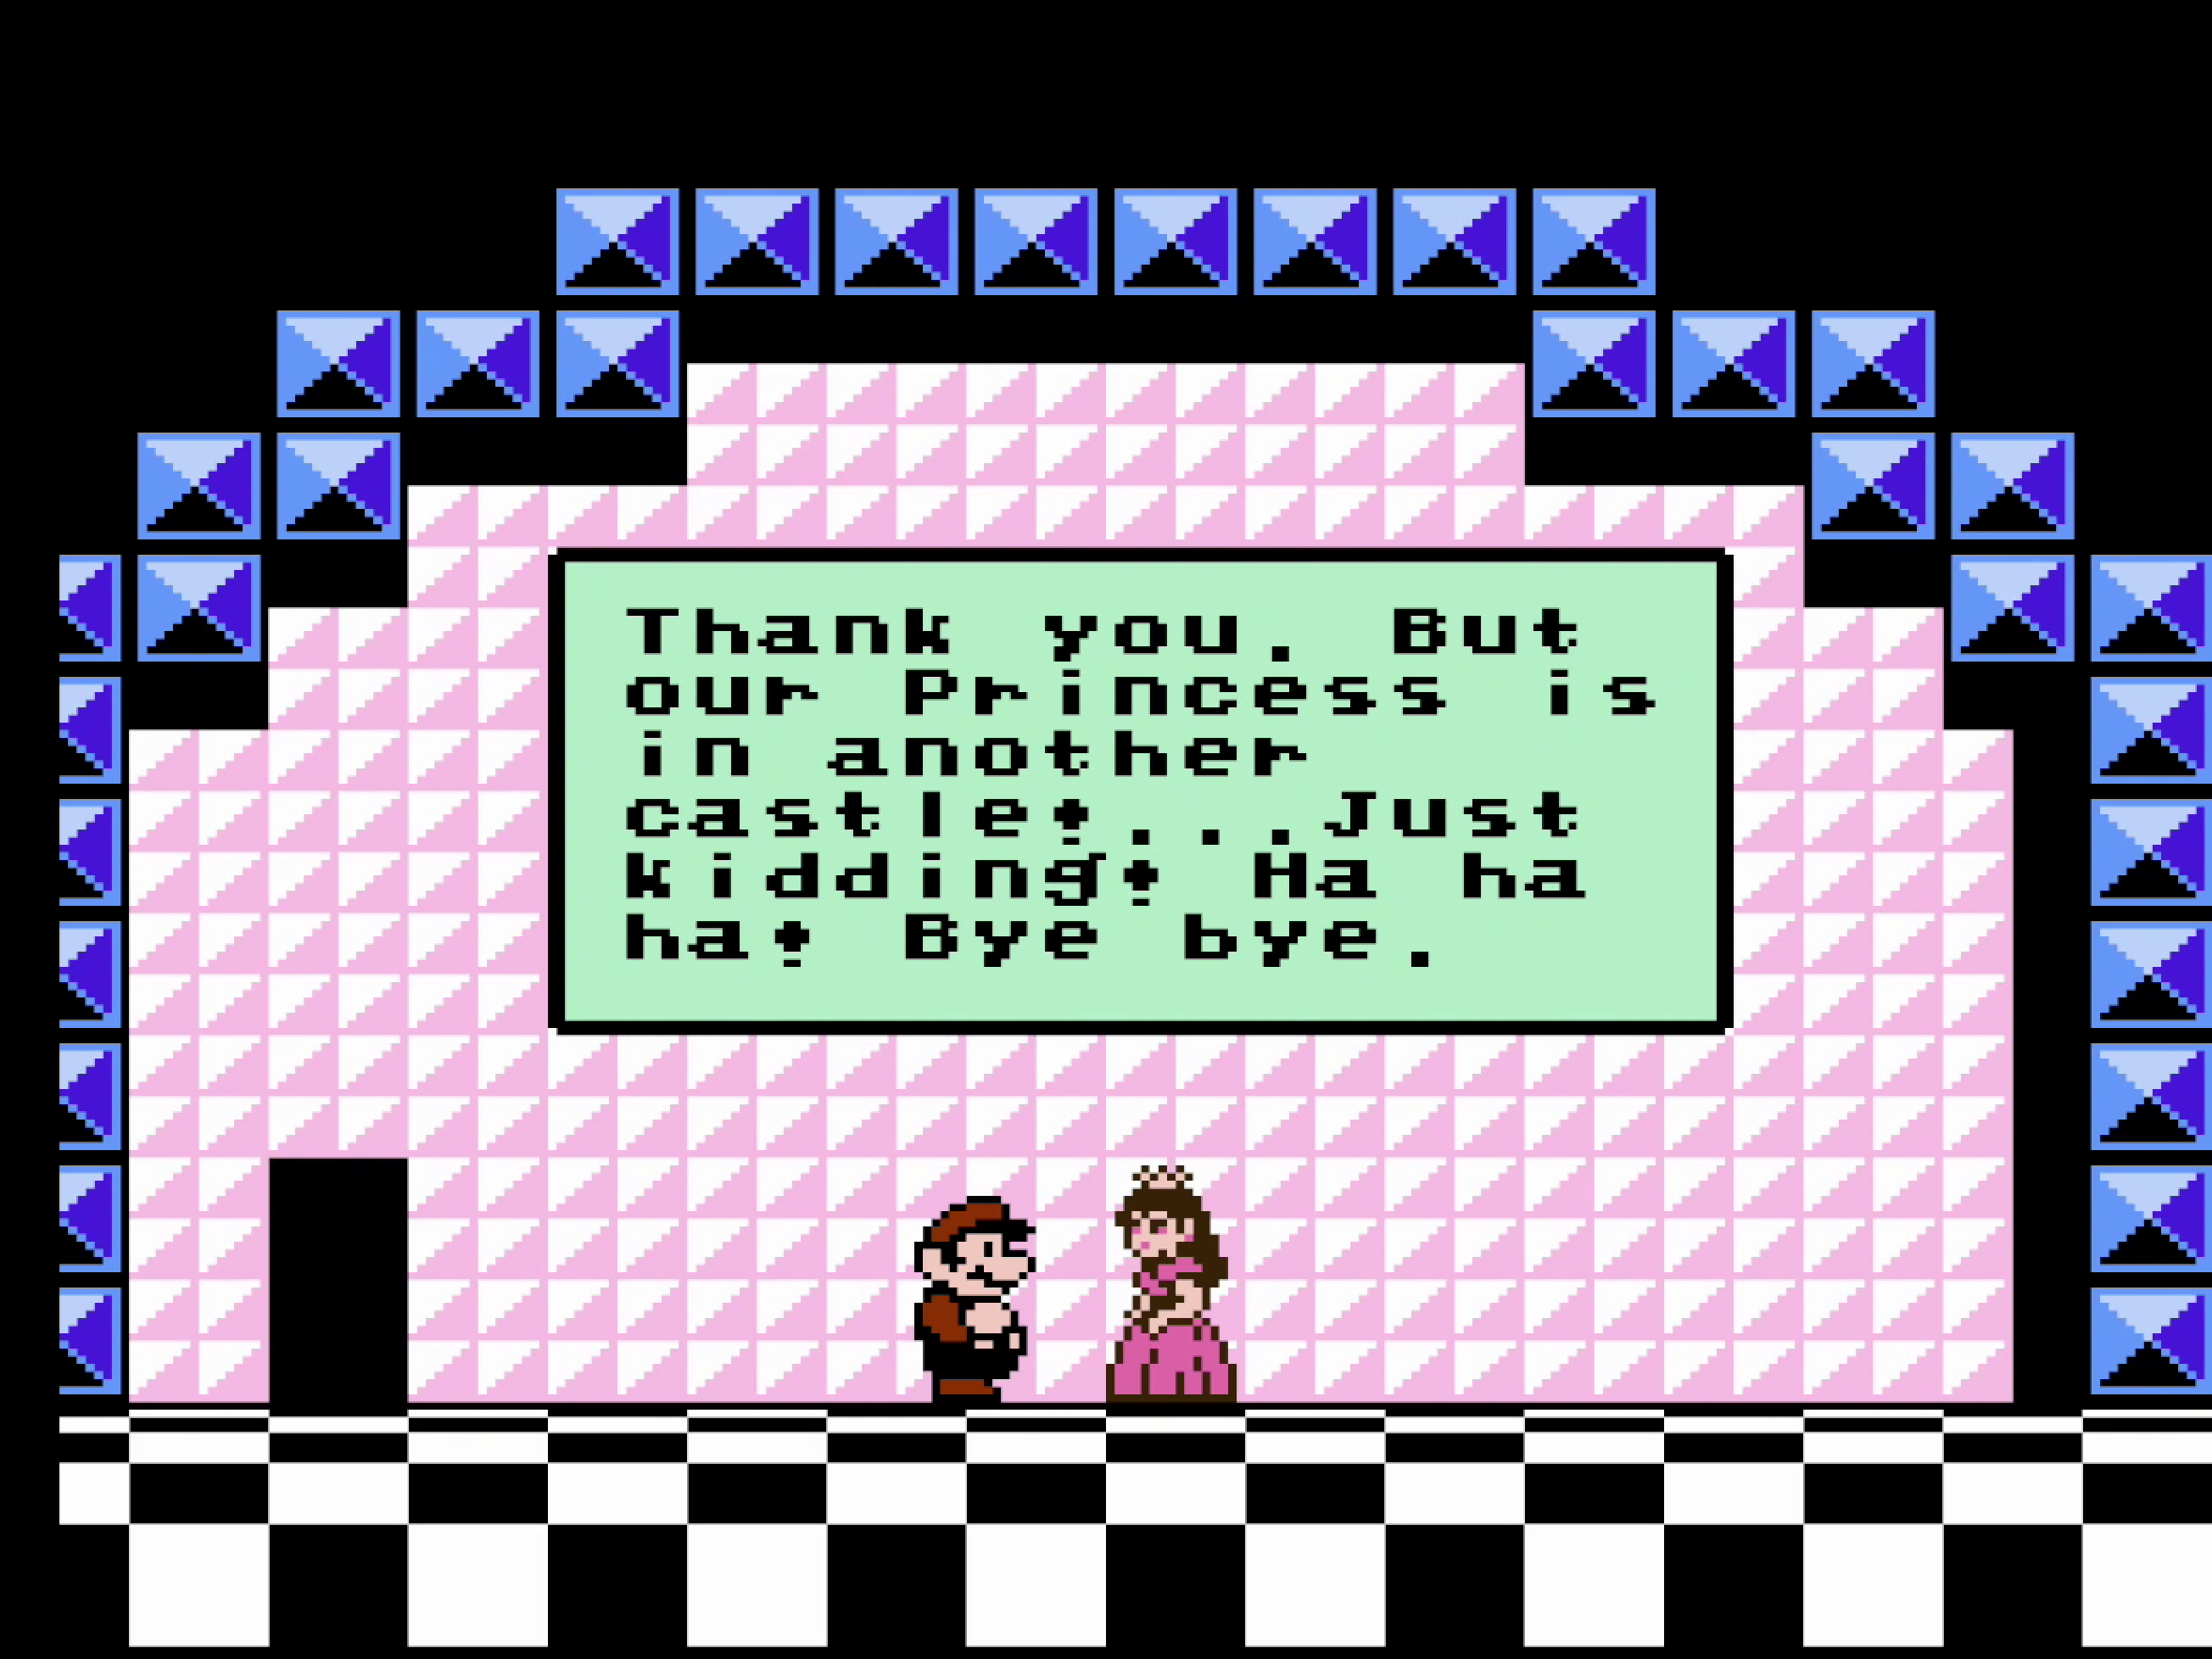 Thank you. But
our Princess is
in another
castle!...Just
kidding! Ha ha
ha! Bye bye.